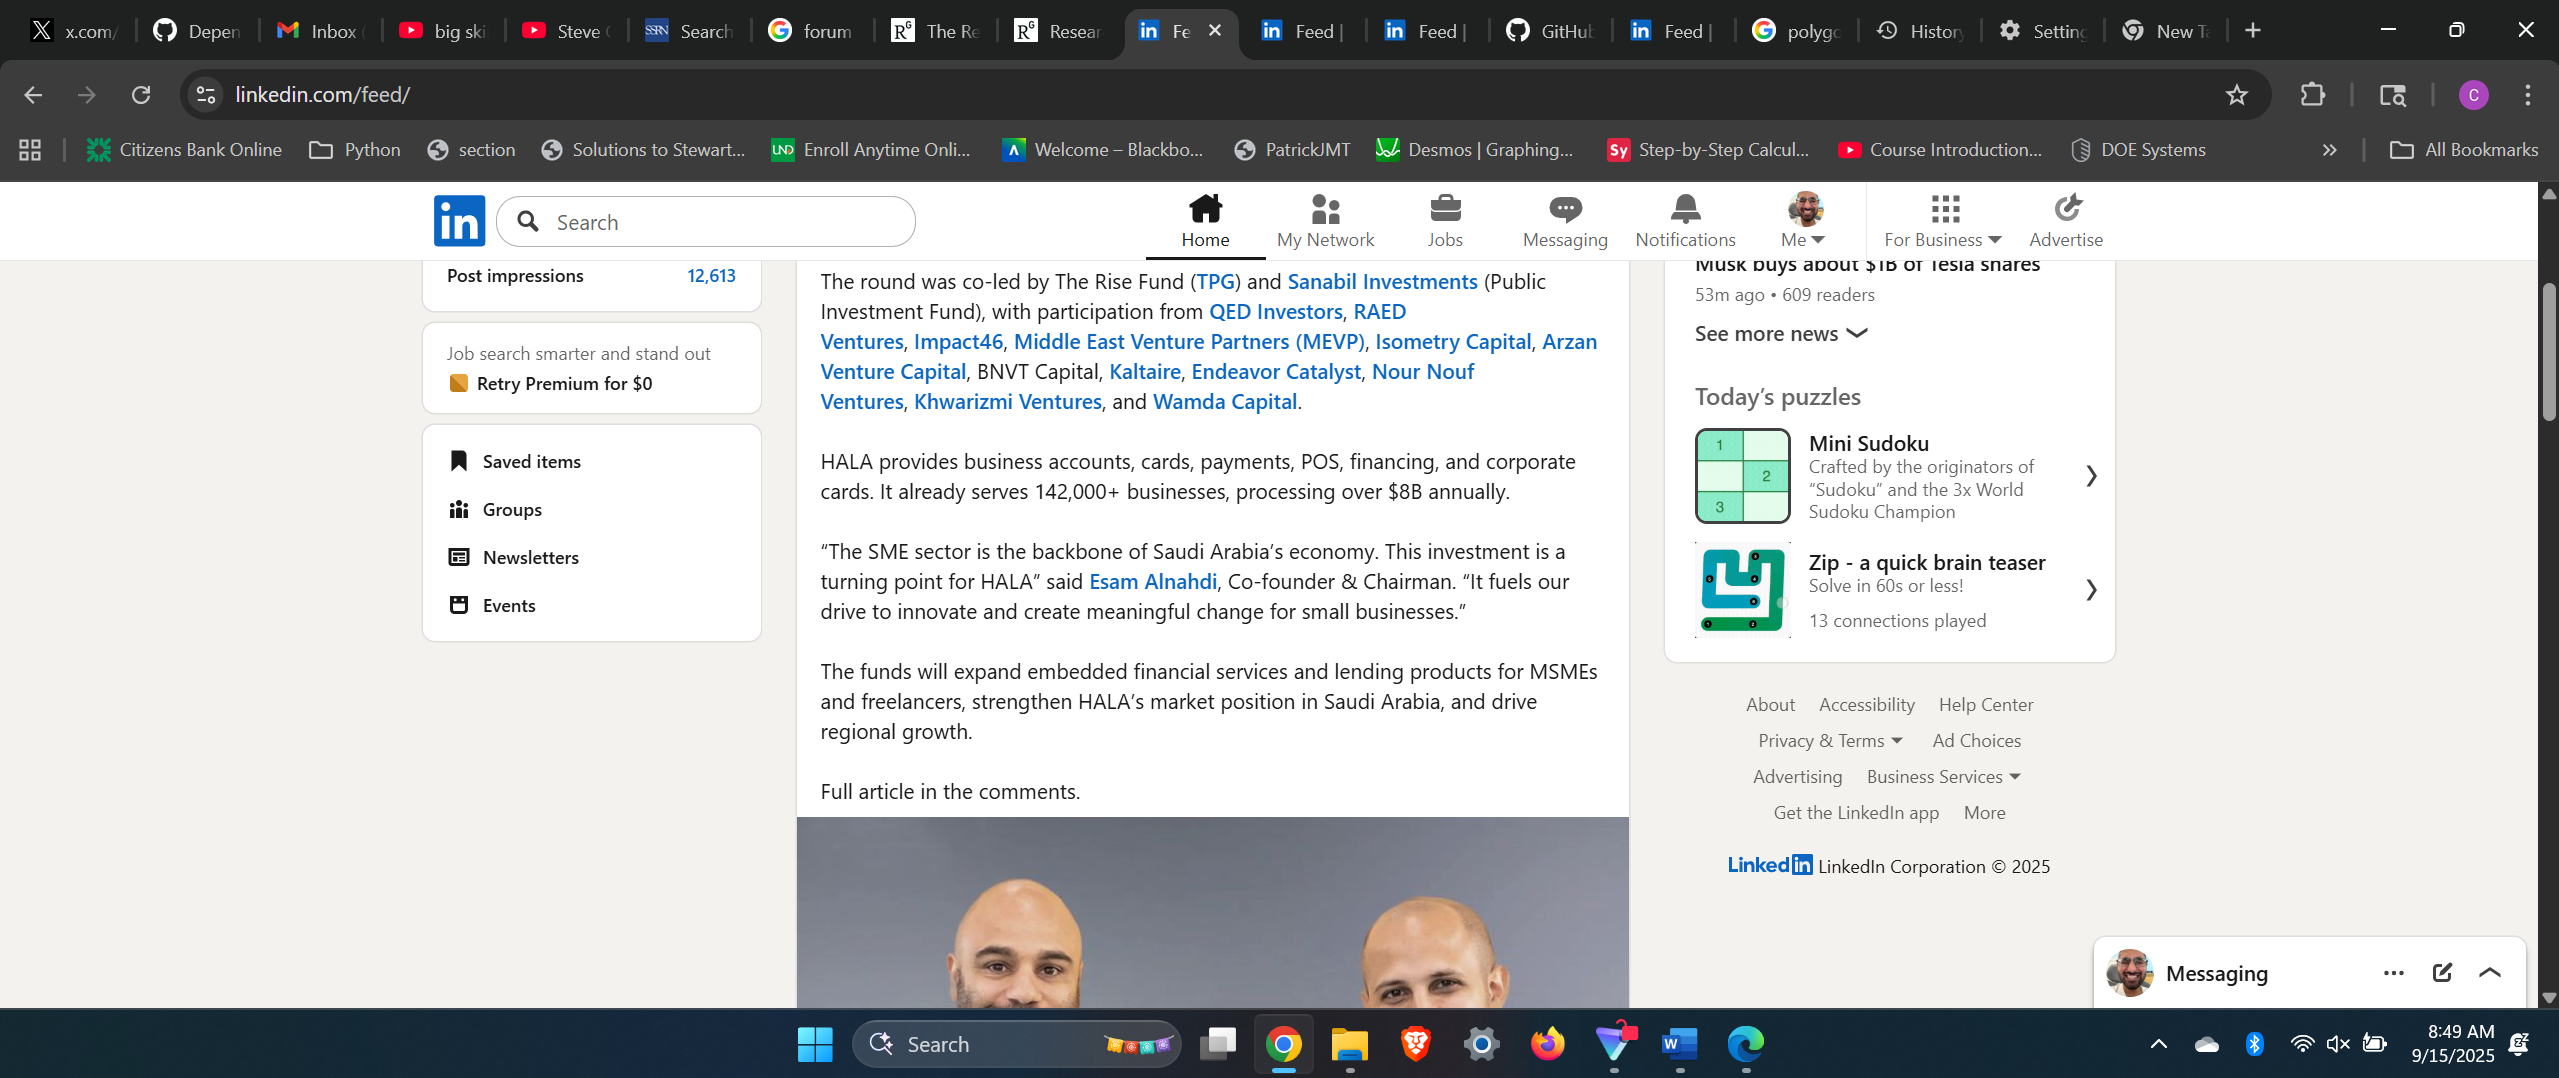 x.com/
Depen
Inbox
big ski
Steve
Search
forum
The Re
Resear
Fe
Feed |
Feed |
GitHub
Feed |
polygo
History
Setting
New Ta
linkedin.com/feed/
C
Citizens Bank Online
Python
section
Solutions to Stewart...
Enroll Anytime Onli...
Welcome – Blackbo...
PatrickJMT
Desmos | Graphing...
Step-by-Step Calcul...
Course Introduction...
DOE Systems
All Bookmarks
in
Search
Home
My Network
Jobs
Messaging
Notifications
Me
For Business
Advertise
Post impressions 12,613
Job search smarter and stand out
Retry Premium for $0
Saved items
Groups
Newsletters
Events
The round was co-led by The Rise Fund (TPG) and Sanabil Investments (Public
Investment Fund), with participation from QED Investors, RAED
Ventures, Impact46, Middle East Venture Partners (MEVP), Isometry Capital, Arzan
Venture Capital, BNVT Capital, Kaltaire, Endeavor Catalyst, Nour Nouf
Ventures, Khwarizmi Ventures, and Wamda Capital.
HALA provides business accounts, cards, payments, POS, financing, and corporate
cards. It already serves 142,000+ businesses, processing over $8B annually.
“The SME sector is the backbone of Saudi Arabia’s economy. This investment is a
turning point for HALA” said Esam Alnahdi, Co-founder & Chairman. “It fuels our
drive to innovate and create meaningful change for small businesses.”
The funds will expand embedded financial services and lending products for MSMEs
and freelancers, strengthen HALA’s market position in Saudi Arabia, and drive
regional growth.
Full article in the comments.
Musk buys about $1B of Tesla shares
53m ago • 609 readers
See more news
Today’s puzzles
1
2
3
Mini Sudoku
Crafted by the originators of
“Sudoku” and the 3x World
Sudoku Champion
Zip - a quick brain teaser
Solve in 60s or less!
13 connections played
About Accessibility Help Center
Privacy & Terms Ad Choices
Advertising Business Services
Get the LinkedIn app More
LinkedIn LinkedIn Corporation © 2025
Messaging
Search
8:49 AM
9/15/2025